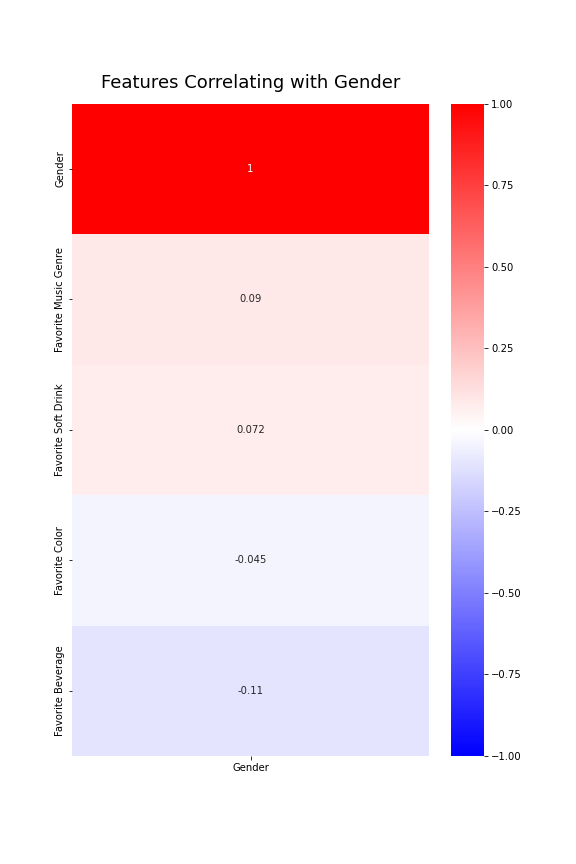 Features Correlating with Gender
Gender
1
Favorite Music Genre
0.09
Favorite Soft Drink
0.072
Favorite Color
-0.045
Favorite Beverage
-0.11
Gender
1.00
0.75
0.50
0.25
0.00
−0.25
−0.50
−0.75
−1.00